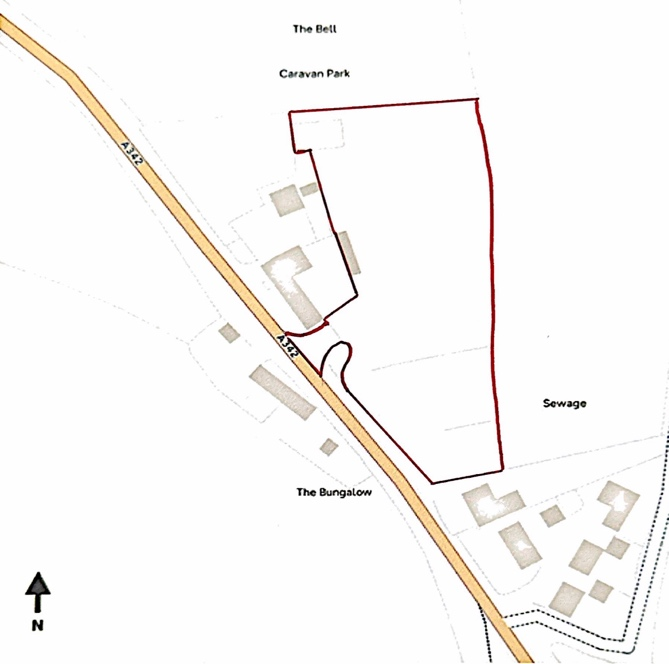 The Bell
Caravan Park
A342
A342
Sewage
The Bungalow
N